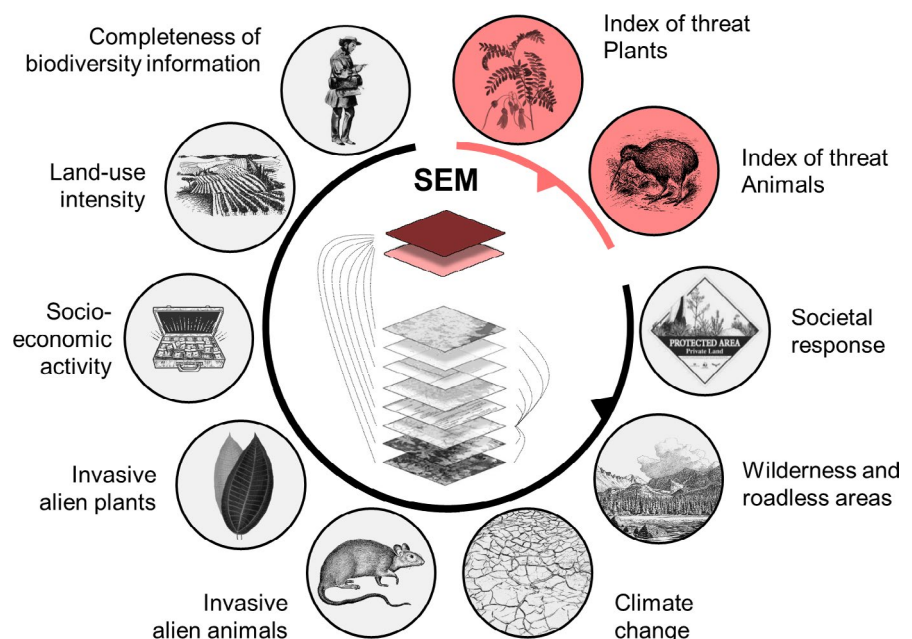 Completeness of
biodiversity information
Index of threat
Plants
Land-use
intensity
SEM
Index of threat
Animals
Socio-
economic
activity
PROTECTED AREA
Private Land
Societal
response
Invasive
alien plants
Wilderness and
roadless areas
Invasive
alien animals
Climate
change